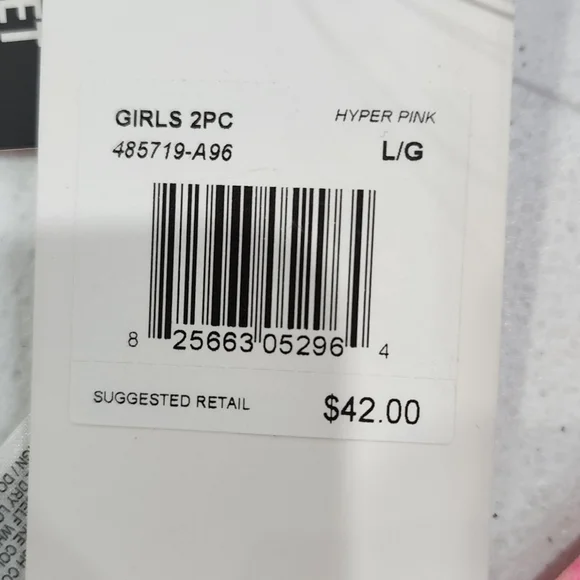 GIRLS 2PC
HYPER PINK
485719-A96
L/G
8 25663 05296 4
SUGGESTED RETAIL
$42.00